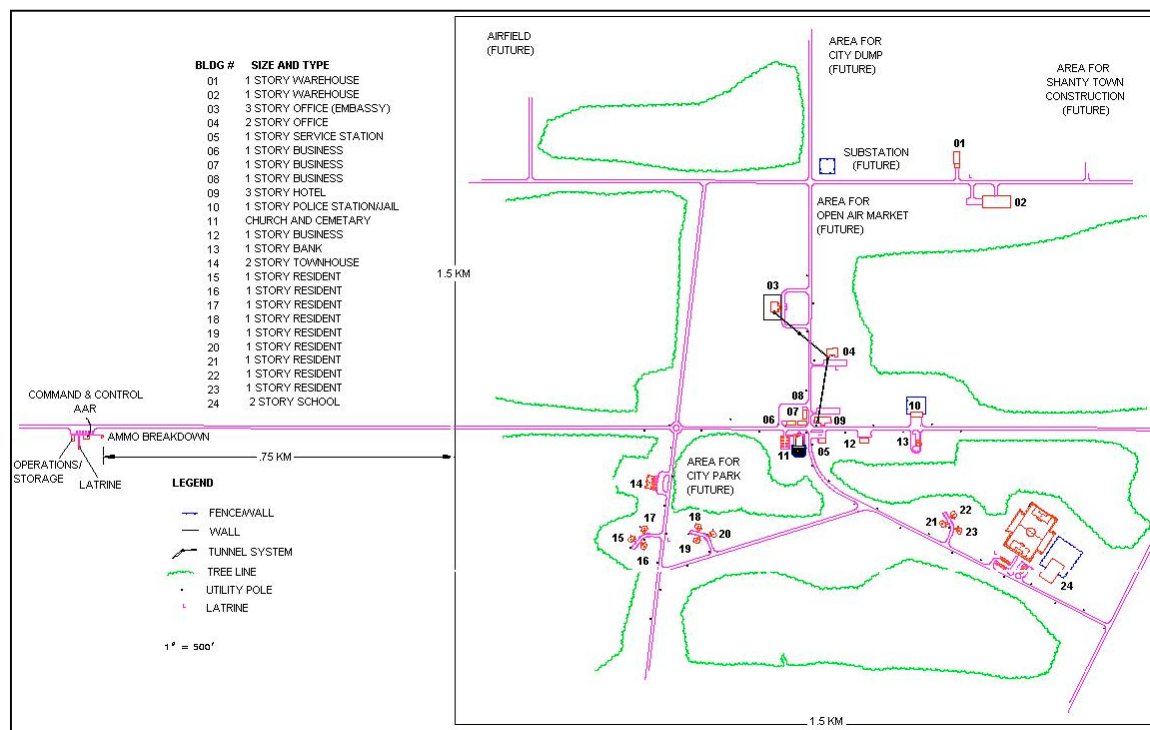 BLDG # SIZE AND TYPE
01 1 STORY WAREHOUSE
02 1 STORY WAREHOUSE
03 3 STORY OFFICE (EMBASSY)
04 2 STORY OFFICE
05 1 STORY SERVICE STATION
06 1 STORY BUSINESS
07 1 STORY BUSINESS
08 1 STORY BUSINESS
09 3 STORY HOTEL
10 1 STORY POLICE STATION/JAIL
11 CHURCH AND CEMETARY
12 1 STORY BUSINESS
13 1 STORY BANK
14 2 STORY TOWNHOUSE
15 1 STORY RESIDENT
16 1 STORY RESIDENT
17 1 STORY RESIDENT
18 1 STORY RESIDENT
19 1 STORY RESIDENT
20 1 STORY RESIDENT
21 1 STORY RESIDENT
22 1 STORY RESIDENT
23 1 STORY RESIDENT
24 2 STORY SCHOOL
COMMAND & CONTROL
AAR
AMMO BREAKDOWN
OPERATIONS/
STORAGE
LATRINE
.75 KM
LEGEND
FENCE/WALL
WALL
TUNNEL SYSTEM
TREE LINE
UTILITY POLE
L LATRINE
1" = 500'
AIRFIELD
(FUTURE)
AREA FOR
CITY DUMP
(FUTURE)
AREA FOR
SHANTY TOWN
CONSTRUCTION
(FUTURE)
SUBSTATION
(FUTURE)
01
L
L
02
AREA FOR
OPEN AIR MARKET
(FUTURE)
1.5 KM
03
04
L
08
07
06
09
10
11
05
12
13
AREA FOR
CITY PARK
(FUTURE)
14
17
18
15
L
20
19
16
22
21
23
L
24
1.5 KM